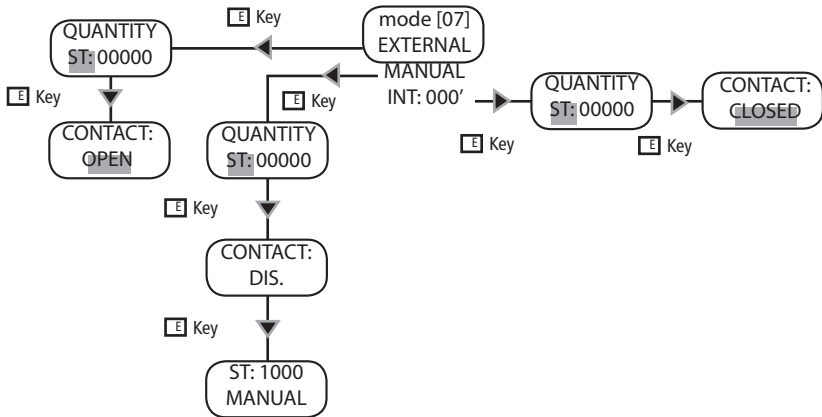 E Key
mode [07]
EXTERNAL
MANUAL
INT: 000’
QUANTITY
ST: 00000
E Key
CONTACT:
OPEN
E Key
QUANTITY
ST: 00000
E Key
CONTACT:
DIS.
E Key
ST: 1000
MANUAL
QUANTITY
ST: 00000
E Key
CONTACT:
CLOSED
E Key